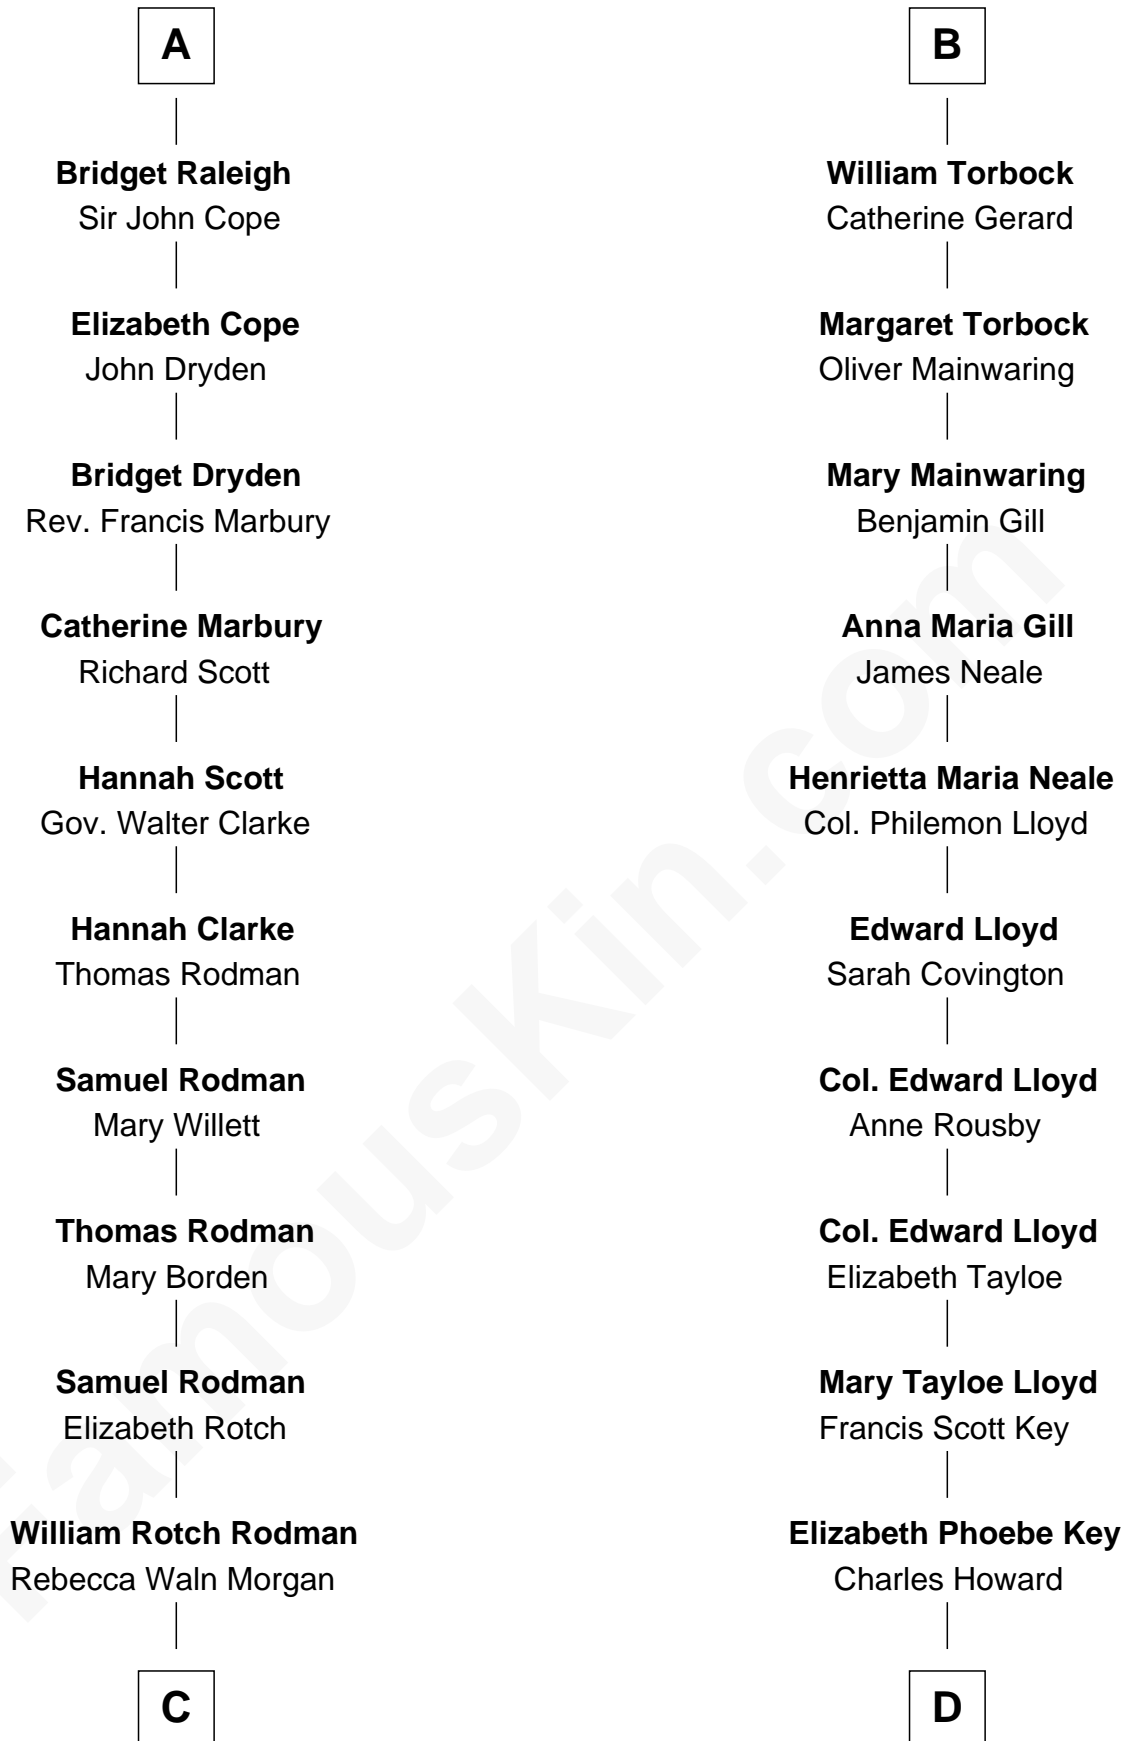 A
Bridget Raleigh
Sir John Cope
Elizabeth Cope
John Dryden
Bridget Dryden
Rev. Francis Marbury
Catherine Marbury
Richard Scott
Hannah Scott
Gov. Walter Clarke
Hannah Clarke
Thomas Rodman
Samuel Rodman
Mary Willett
Thomas Rodman
Mary Borden
Samuel Rodman
Elizabeth Rotch
William Rotch Rodman
Rebecca Waln Morgan
C
B
William Torbock
Catherine Gerard
Margaret Torbock
Oliver Mainwaring
Mary Mainwaring
Benjamin Gill
Anna Maria Gill
James Neale
Henrietta Maria Neale
Col. Philemon Lloyd
Edward Lloyd
Sarah Covington
Col. Edward Lloyd
Anne Rousby
Col. Edward Lloyd
Elizabeth Tayloe
Mary Tayloe Lloyd
Francis Scott Key
Elizabeth Phoebe Key
Charles Howard
D
FamousKin.com